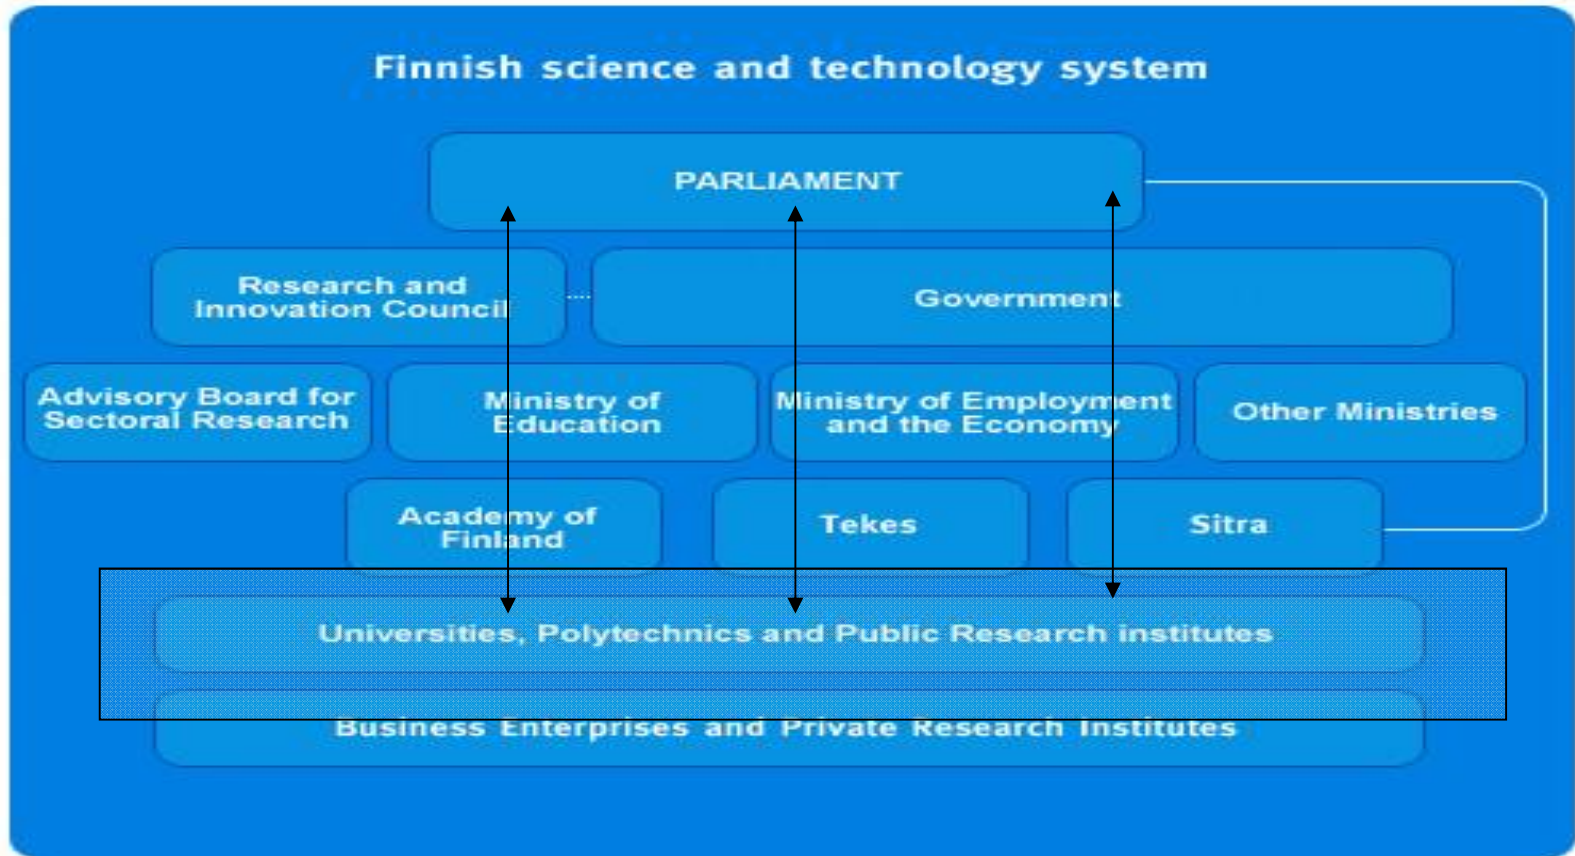 Finnish science and technology system
PARLIAMENT
Research and
Innovation Council
Government
Advisory Board for
Sectoral Research
Ministry of
Education
Ministry of Employment
and the Economy
Other Ministries
Academy of
Finland
Tekes
Sitra
Universities, Polytechnics and Public Research institutes
Business Enterprises and Private Research Institutes